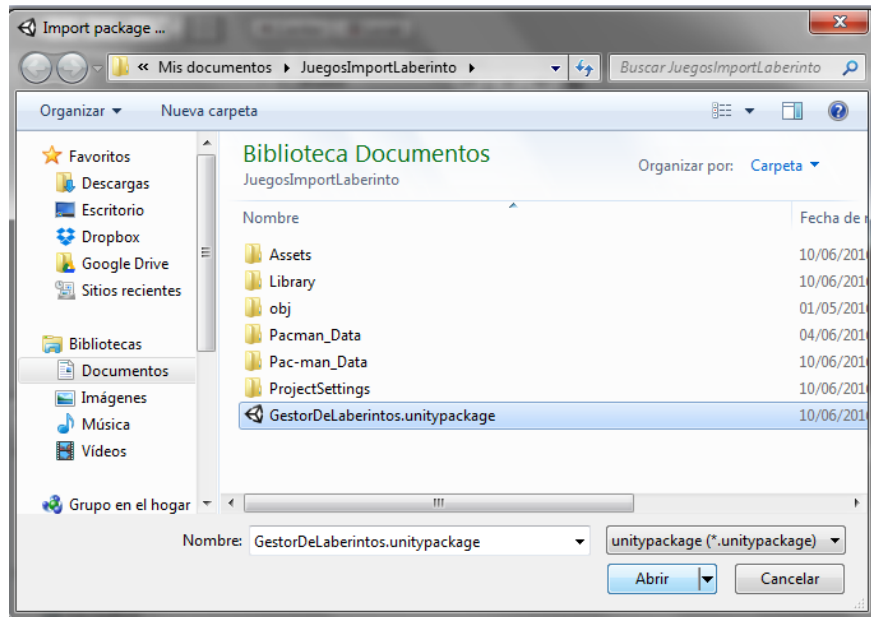 Import package ...
« Mis documentos JuegosImportLaberinto
Buscar JuegosImportLaberinto
Organizar Nueva carpeta
Favoritos
Descargas
Escritorio
Dropbox
Google Drive
Sitios recientes
Bibliotecas
Documentos
Imágenes
Música
Vídeos
Grupo en el hogar
Biblioteca Documentos
JuegosImportLaberinto
Organizar por: Carpeta
Nombre Fecha de
Assets 10/06/201
Library 10/06/201
obj 01/05/201
Pacman_Data 04/06/201
Pac-man_Data 10/06/201
ProjectSettings 10/06/201
GestorDeLaberintos.unitypackage 10/06/201
Nombre: GestorDeLaberintos.unitypackage unitypackage (*.unitypackage)
Abrir Cancelar